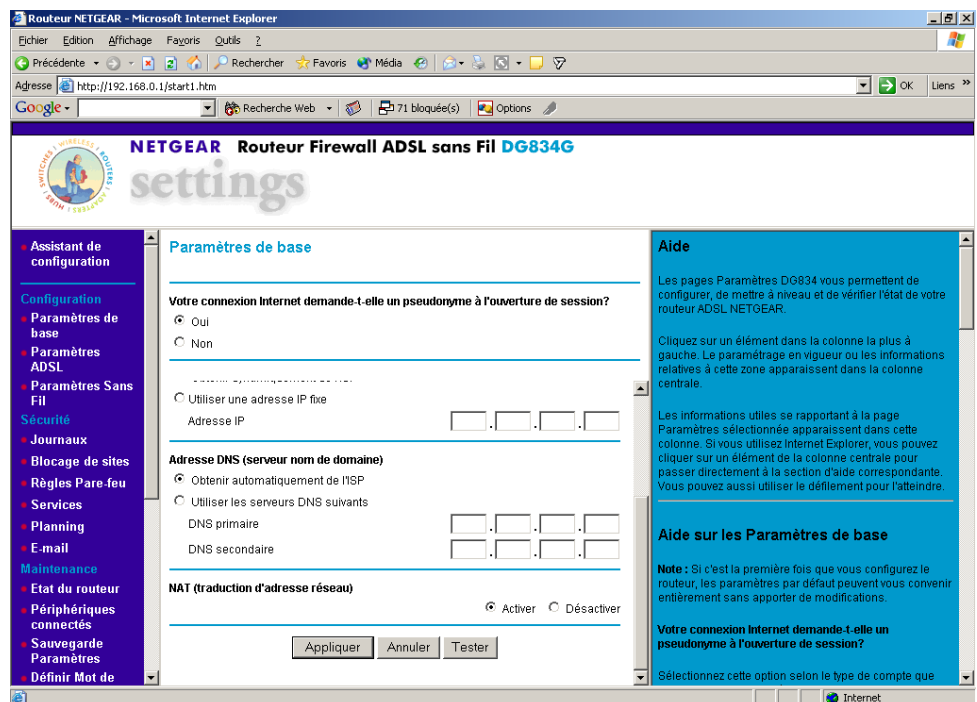 Routeur NETGEAR - Microsoft Internet Explorer
Fichier Edition Affichage Favoris Outils ?
Précédente Rechercher Favoris Média
Adresse http://192.168.0.1/start1.htm OK Liens »
Google Recherche Web 71 bloquée(s) Options
SWITCHES WIRELESS ROUTERS ADAPTERS HUBS
NETGEAR Routeur Firewall ADSL sans Fil DG834G
settings
Assistant de
configuration
Configuration
Paramètres de
base
Paramètres
ADSL
Paramètres Sans
Fil
Sécurité
Journaux
Blocage de sites
Règles Pare-feu
Services
Planning
E-mail
Maintenance
Etat du routeur
Périphériques
connectés
Sauvegarde
Paramètres
Définir Mot de
Paramètres de base
Votre connexion Internet demande-t-elle un pseudonyme à l'ouverture de session?
Oui
Non
Utiliser une adresse IP fixe
Adresse IP . . .
Adresse DNS (serveur nom de domaine)
Obtenir automatiquement de l'ISP
Utiliser les serveurs DNS suivants
DNS primaire . . .
DNS secondaire . . .
NAT (traduction d'adresse réseau)
Activer Désactiver
Appliquer Annuler Tester
Aide
Les pages Paramètres DG834 vous permettent de
configurer, de mettre à niveau et de vérifier l'état de votre
routeur ADSL NETGEAR.
Cliquez sur un élément dans la colonne la plus à
gauche. Le paramétrage en vigueur ou les informations
relatives à cette zone apparaissent dans la colonne
centrale.
Les informations utiles se rapportant à la page
Paramètres sélectionnée apparaissent dans cette
colonne. Si vous utilisez Internet Explorer, vous pouvez
cliquer sur un élément de la colonne centrale pour
passer directement à la section d'aide correspondante.
Vous pouvez aussi utiliser le défilement pour l'atteindre.
Aide sur les Paramètres de base
Note : Si c'est la première fois que vous configurez le
routeur, les paramètres par défaut peuvent vous convenir
entièrement sans apporter de modifications.
Votre connexion Internet demande-t-elle un
pseudonyme à l'ouverture de session?
Sélectionnez cette option selon le type de compte que
Internet